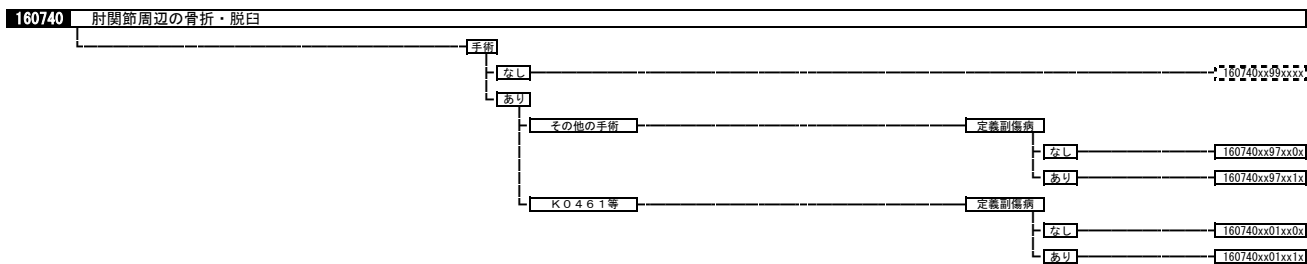 160740 肘関節周辺の骨折・脱臼
手術
なし 160740xx99xxxx
あり
その他の手術 定義副傷病
なし 160740xx97xx0x
あり 160740xx97xx1x
Ｋ０４６１等 定義副傷病
なし 160740xx01xx0x
あり 160740xx01xx1x